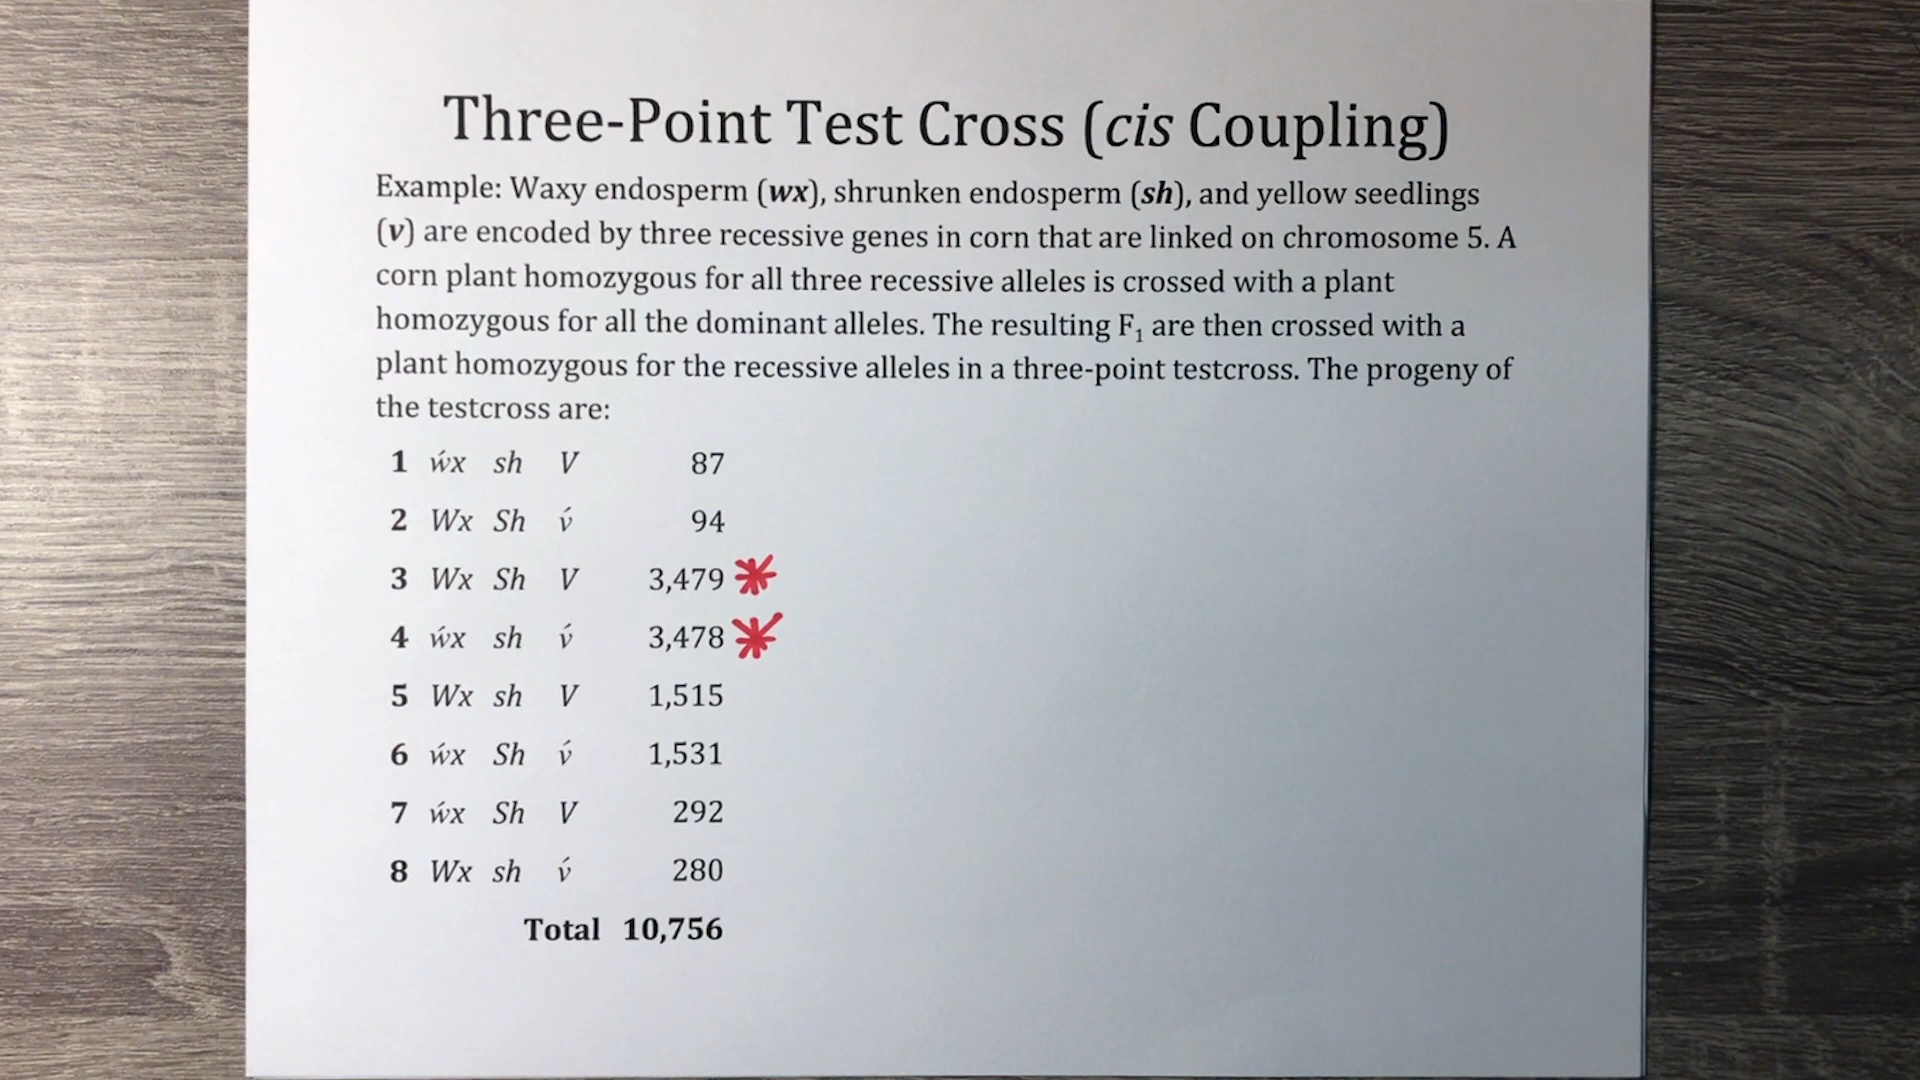 Three-Point Test Cross (cis Coupling)
Example: Waxy endosperm (wx), shrunken endosperm (sh), and yellow seedlings
(v) are encoded by three recessive genes in corn that are linked on chromosome 5. A
corn plant homozygous for all three recessive alleles is crossed with a plant
homozygous for all the dominant alleles. The resulting F₁ are then crossed with a
plant homozygous for the recessive alleles in a three-point testcross. The progeny of
the testcross are:
1 ẃx sh V 87
2 Wx Sh v́ 94
3 Wx Sh V 3,479
4 ẃx sh v́ 3,478
5 Wx sh V 1,515
6 ẃx Sh v́ 1,531
7 ẃx Sh V 292
8 Wx sh v́ 280
Total 10,756